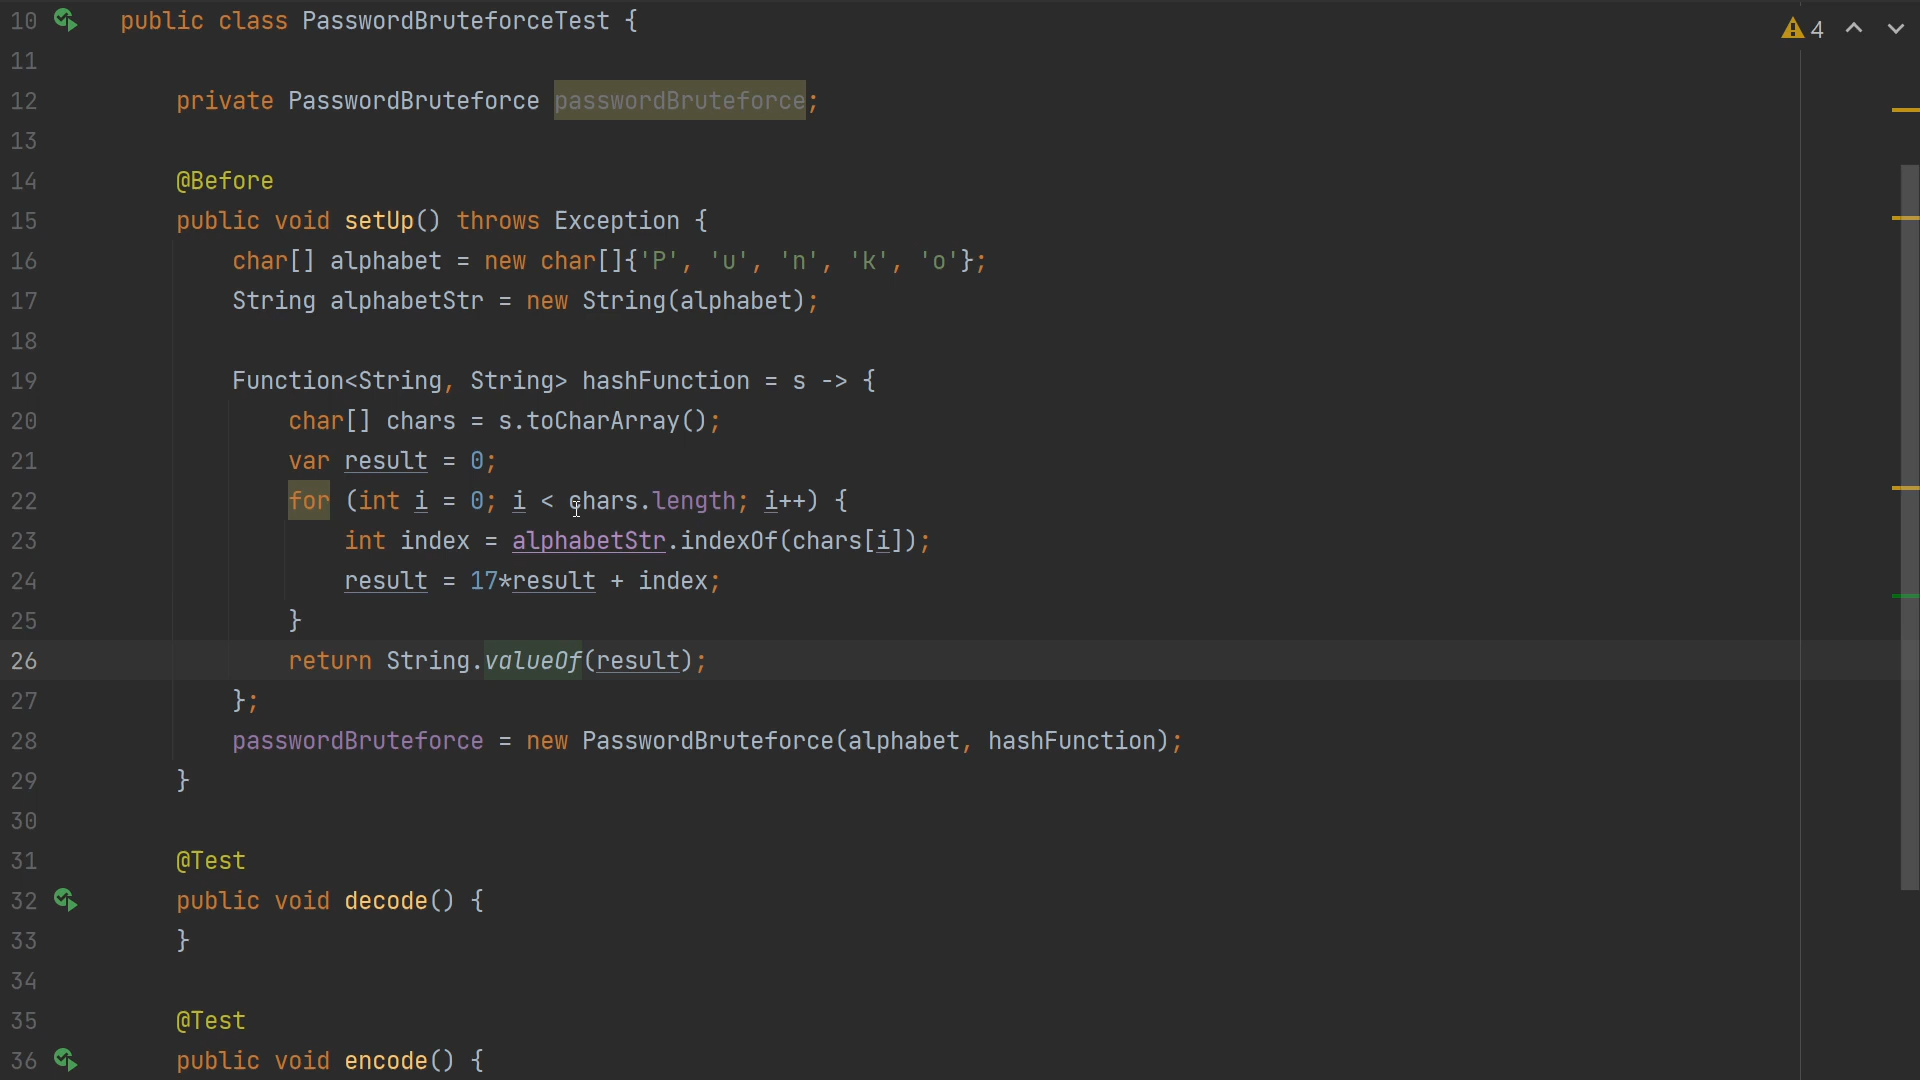 10 public class PasswordBruteforceTest {
4
11
12 private PasswordBruteforce passwordBruteforce;
13
14 @Before
15 public void setUp() throws Exception {
16 char[] alphabet = new char[]{'P', 'u', 'n', 'k', 'o'};
17 String alphabetStr = new String(alphabet);
18
19 Function<String, String> hashFunction = s -> {
20 char[] chars = s.toCharArray();
21 var result = 0;
22 for (int i = 0; i < chars.length; i++) {
23 int index = alphabetStr.indexOf(chars[i]);
24 result = 17*result + index;
25 }
26 return String.valueOf(result);
27 };
28 passwordBruteforce = new PasswordBruteforce(alphabet, hashFunction);
29 }
30
31 @Test
32 public void decode() {
33 }
34
35 @Test
36 public void encode() {